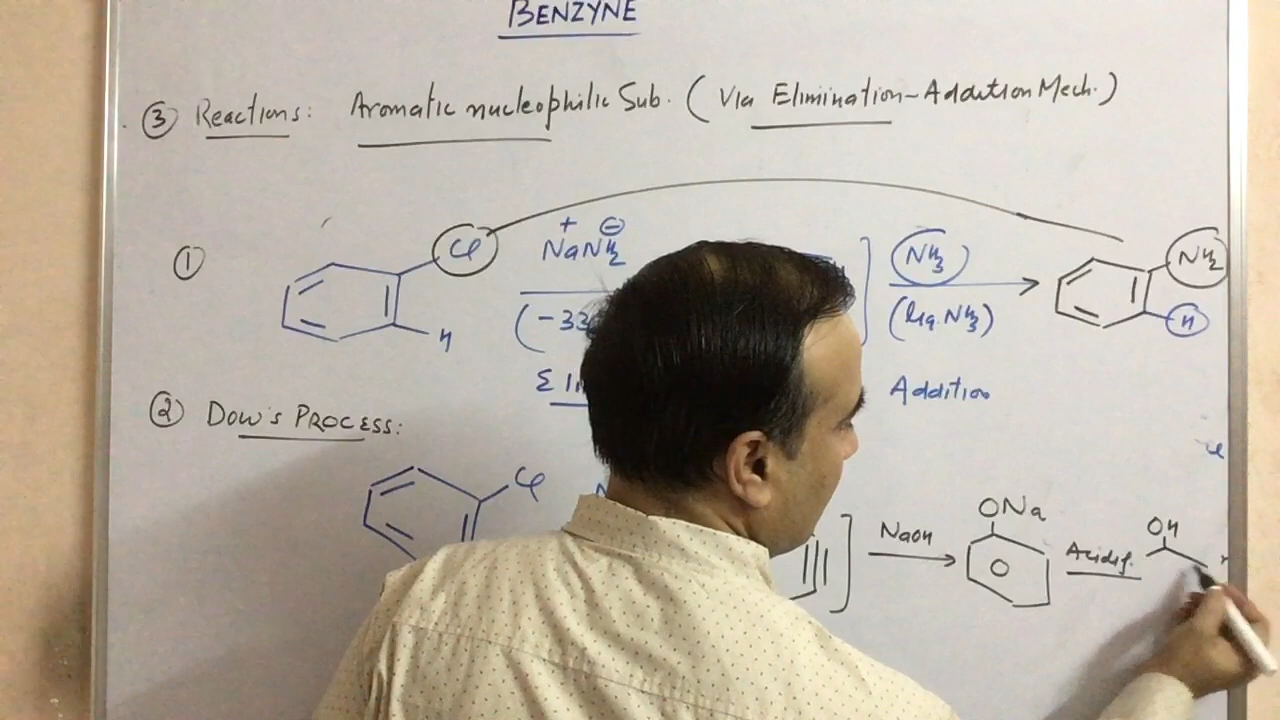 BENZYNE
③ Reactions: Aromatic nucleophilic Sub. (Via Elimination-Addition Mech.)
① Cl H
+ ⊖
NaNH2
(-33
NH3
(liq. NH3)
NH2
H
Addition
② DOW'S PROCESS:
Cl
NaOH
ONa
Acidif.
OH